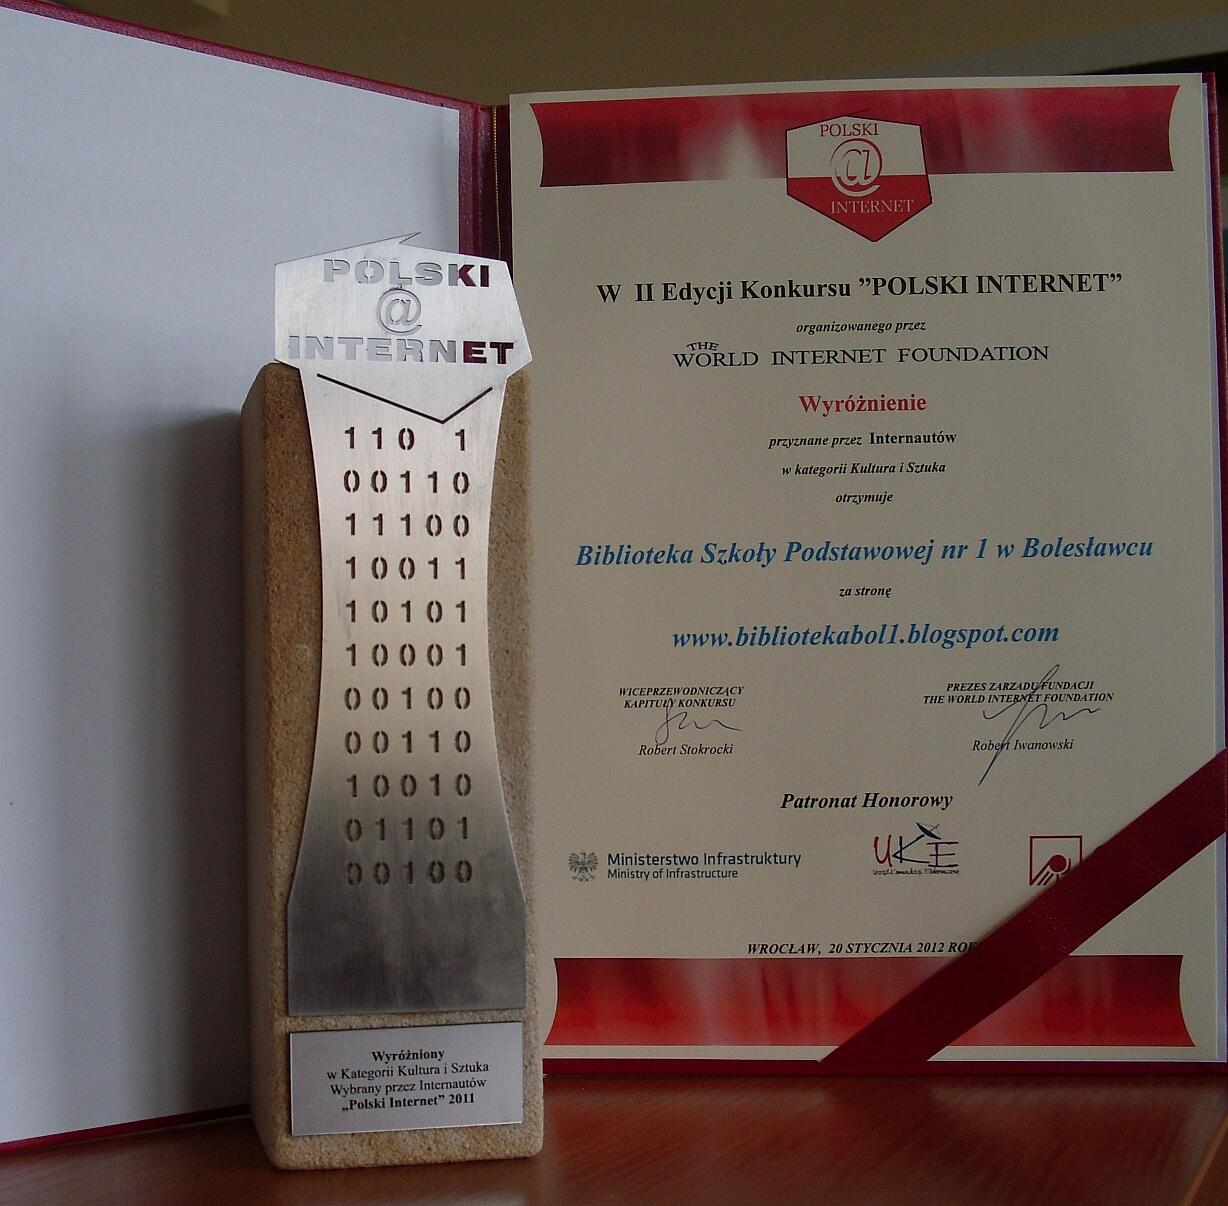 POLSKI
@
INTERNET
110 1
00110
11100
10011
10101
10001
00100
00110
10010
01101
00100
Wyróżniony
w Kategorii Kultura i Sztuka
Wybrany przez Internautów
„Polski Internet” 2011
POLSKI
@
INTERNET
W II Edycji Konkursu ”POLSKI INTERNET”
organizowanego przez
THE
WORLD INTERNET FOUNDATION
Wyróżnienie
przyznane przez Internautów
w kategorii Kultura i Sztuka
otrzymuje
Biblioteka Szkoły Podstawowej nr 1 w Bolesławcu
za stronę
www.bibliotekabol1.blogspot.com
WICEPRZEWODNICZĄCY
KAPITUŁY KONKURSU
Robert Stokrocki
PREZES ZARZADU FUNDACJI
THE WORLD INTERNET FOUNDATION
Robert Iwanowski
Patronat Honorowy
Ministerstwo Infrastruktury
Ministry of Infrastructure
UKE
WROCŁAW, 20 STYCZNIA 2012